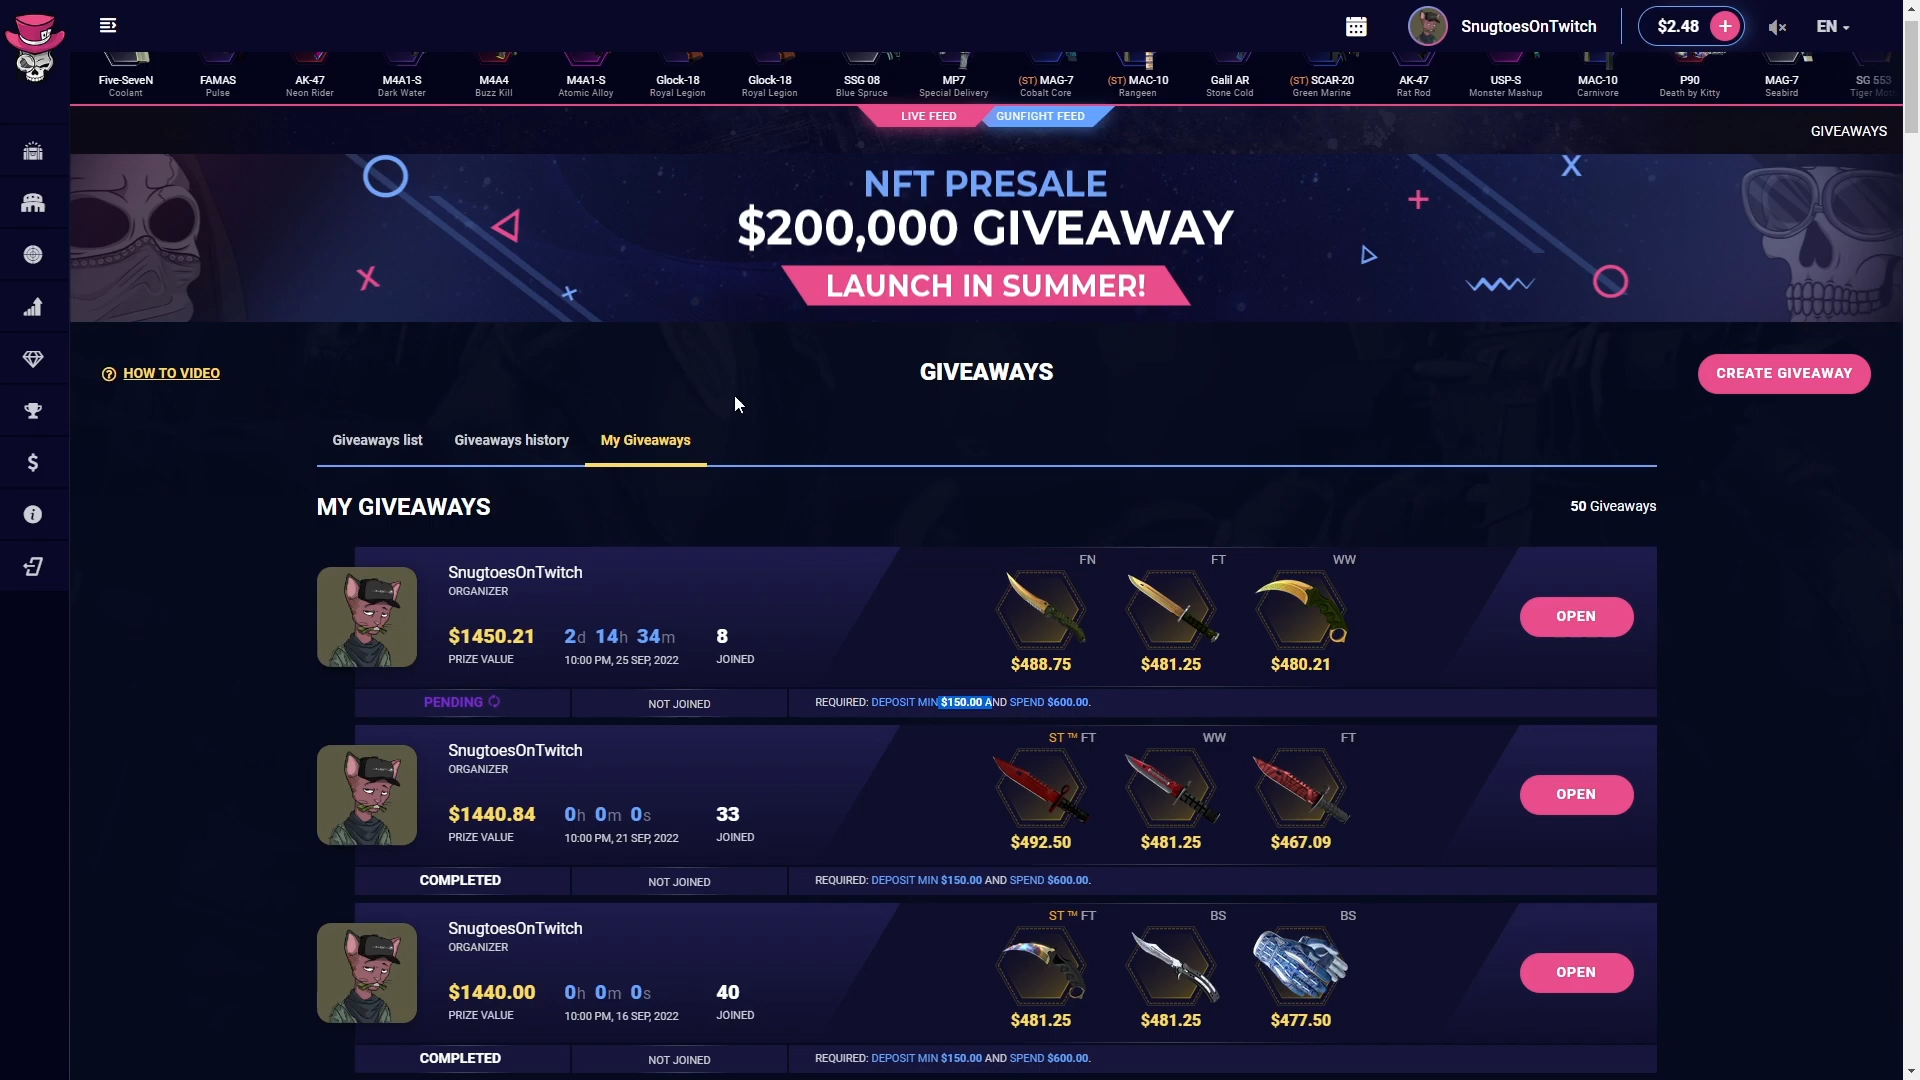 SnugtoesOnTwitch
$2.48
EN
Five-SeveN
Coolant
FAMAS
Pulse
AK-47
Neon Rider
M4A1-S
Dark Water
M4A4
Buzz Kill
M4A1-S
Atomic Alloy
Glock-18
Royal Legion
Glock-18
Royal Legion
SSG 08
Blue Spruce
MP7
Special Delivery
(ST) MAG-7
Cobalt Core
(ST) MAC-10
Rangeen
Galil AR
Stone Cold
(ST) SCAR-20
Green Marine
AK-47
Rat Rod
USP-S
Monster Mashup
MAC-10
Carnivore
P90
Death by Kitty
MAG-7
Seabird
SG 553
Tiger
LIVE FEED
GUNFIGHT FEED
GIVEAWAYS
NFT PRESALE
$200,000 GIVEAWAY
LAUNCH IN SUMMER!
HOW TO VIDEO
GIVEAWAYS
CREATE GIVEAWAY
Giveaways list
Giveaways history
My Giveaways
MY GIVEAWAYS
50 Giveaways
SnugtoesOnTwitch
ORGANIZER
$1450.21
PRIZE VALUE
2d 14h 34m
10:00 PM, 25 SEP, 2022
8
JOINED
FN
$488.75
FT
$481.25
WW
$480.21
OPEN
PENDING
NOT JOINED
REQUIRED: DEPOSIT MIN $150.00 AND SPEND $600.00.
SnugtoesOnTwitch
ORGANIZER
$1440.84
PRIZE VALUE
0h 0m 0s
10:00 PM, 21 SEP, 2022
33
JOINED
ST™ FT
$492.50
WW
$481.25
FT
$467.09
OPEN
COMPLETED
NOT JOINED
REQUIRED: DEPOSIT MIN $150.00 AND SPEND $600.00.
SnugtoesOnTwitch
ORGANIZER
$1440.00
PRIZE VALUE
0h 0m 0s
10:00 PM, 16 SEP, 2022
40
JOINED
ST™ FT
$481.25
BS
$481.25
BS
$477.50
OPEN
COMPLETED
NOT JOINED
REQUIRED: DEPOSIT MIN $150.00 AND SPEND $600.00.